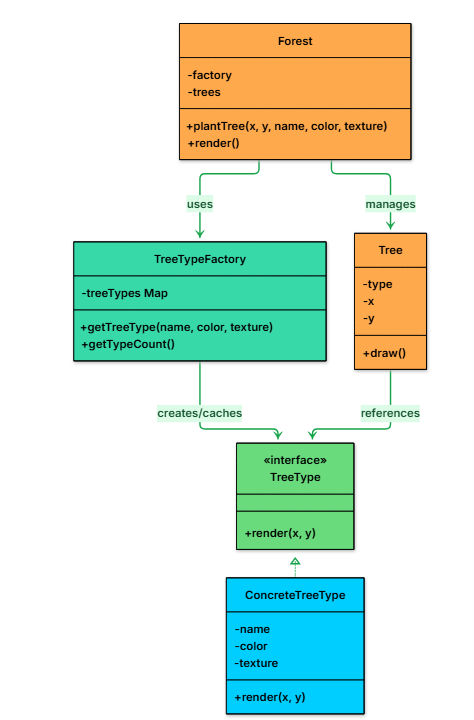 Forest
-factory
-trees
+plantTree(x, y, name, color, texture)
+render()
uses
manages
TreeTypeFactory
-treeTypes Map
+getTreeType(name, color, texture)
+getTypeCount()
Tree
-type
-x
-y
+draw()
creates/caches
references
«interface»
TreeType
+render(x, y)
ConcreteTreeType
-name
-color
-texture
+render(x, y)